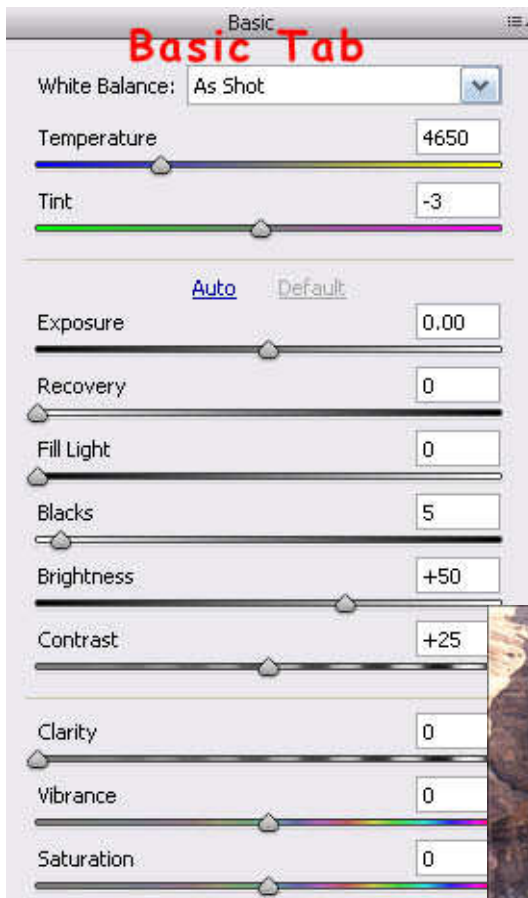 Basic
Basic Tab
White Balance: As Shot
Temperature 4650
Tint -3
Auto Default
Exposure 0.00
Recovery 0
Fill Light 0
Blacks 5
Brightness +50
Contrast +25
Clarity 0
Vibrance 0
Saturation 0